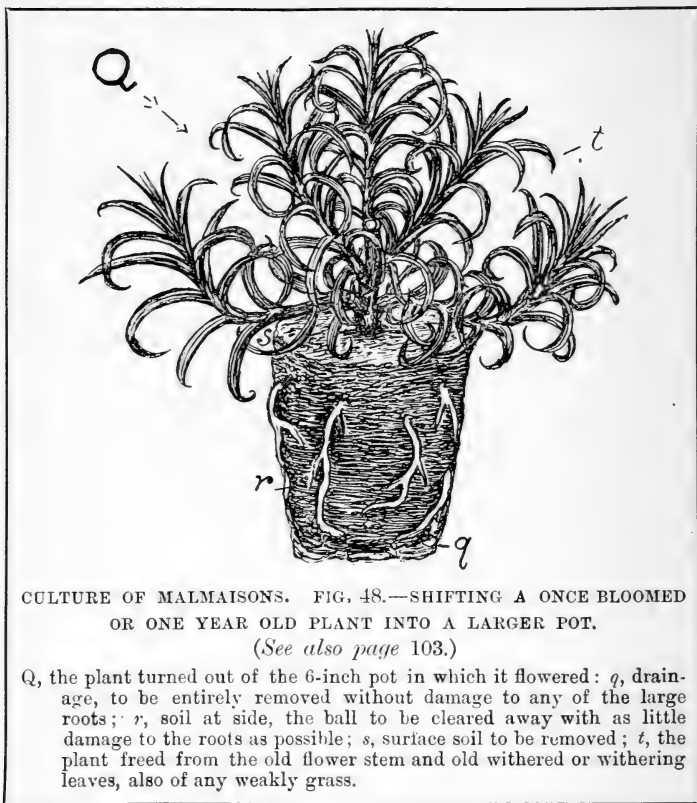 Q
t
s
r
q
CULTURE OF MALMAISONS. FIG. 48.—SHIFTING A ONCE BLOOMED
OR ONE YEAR OLD PLANT INTO A LARGER POT.
(See also page 103.)
Q, the plant turned out of the 6-inch pot in which it flowered: q, drain-
age, to be entirely removed without damage to any of the large
roots; r, soil at side, the ball to be cleared away with as little
damage to the roots as possible; s, surface soil to be removed; t, the
plant freed from the old flower stem and old withered or withering
leaves, also of any weakly grass.